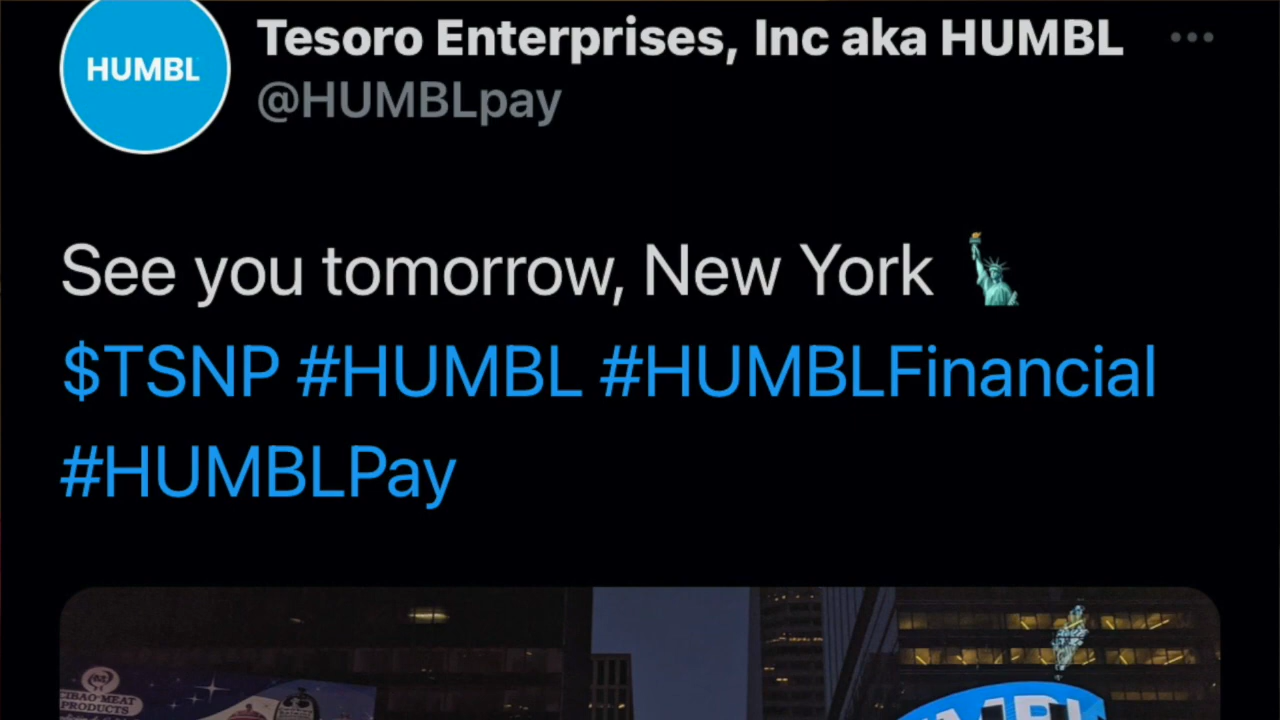 HUMBL
Tesoro Enterprises, Inc aka HUMBL
@HUMBLpay
See you tomorrow, New York
$TSNP #HUMBL #HUMBLFinancial
#HUMBLPay
CIBAO MEAT
PRODUCTS